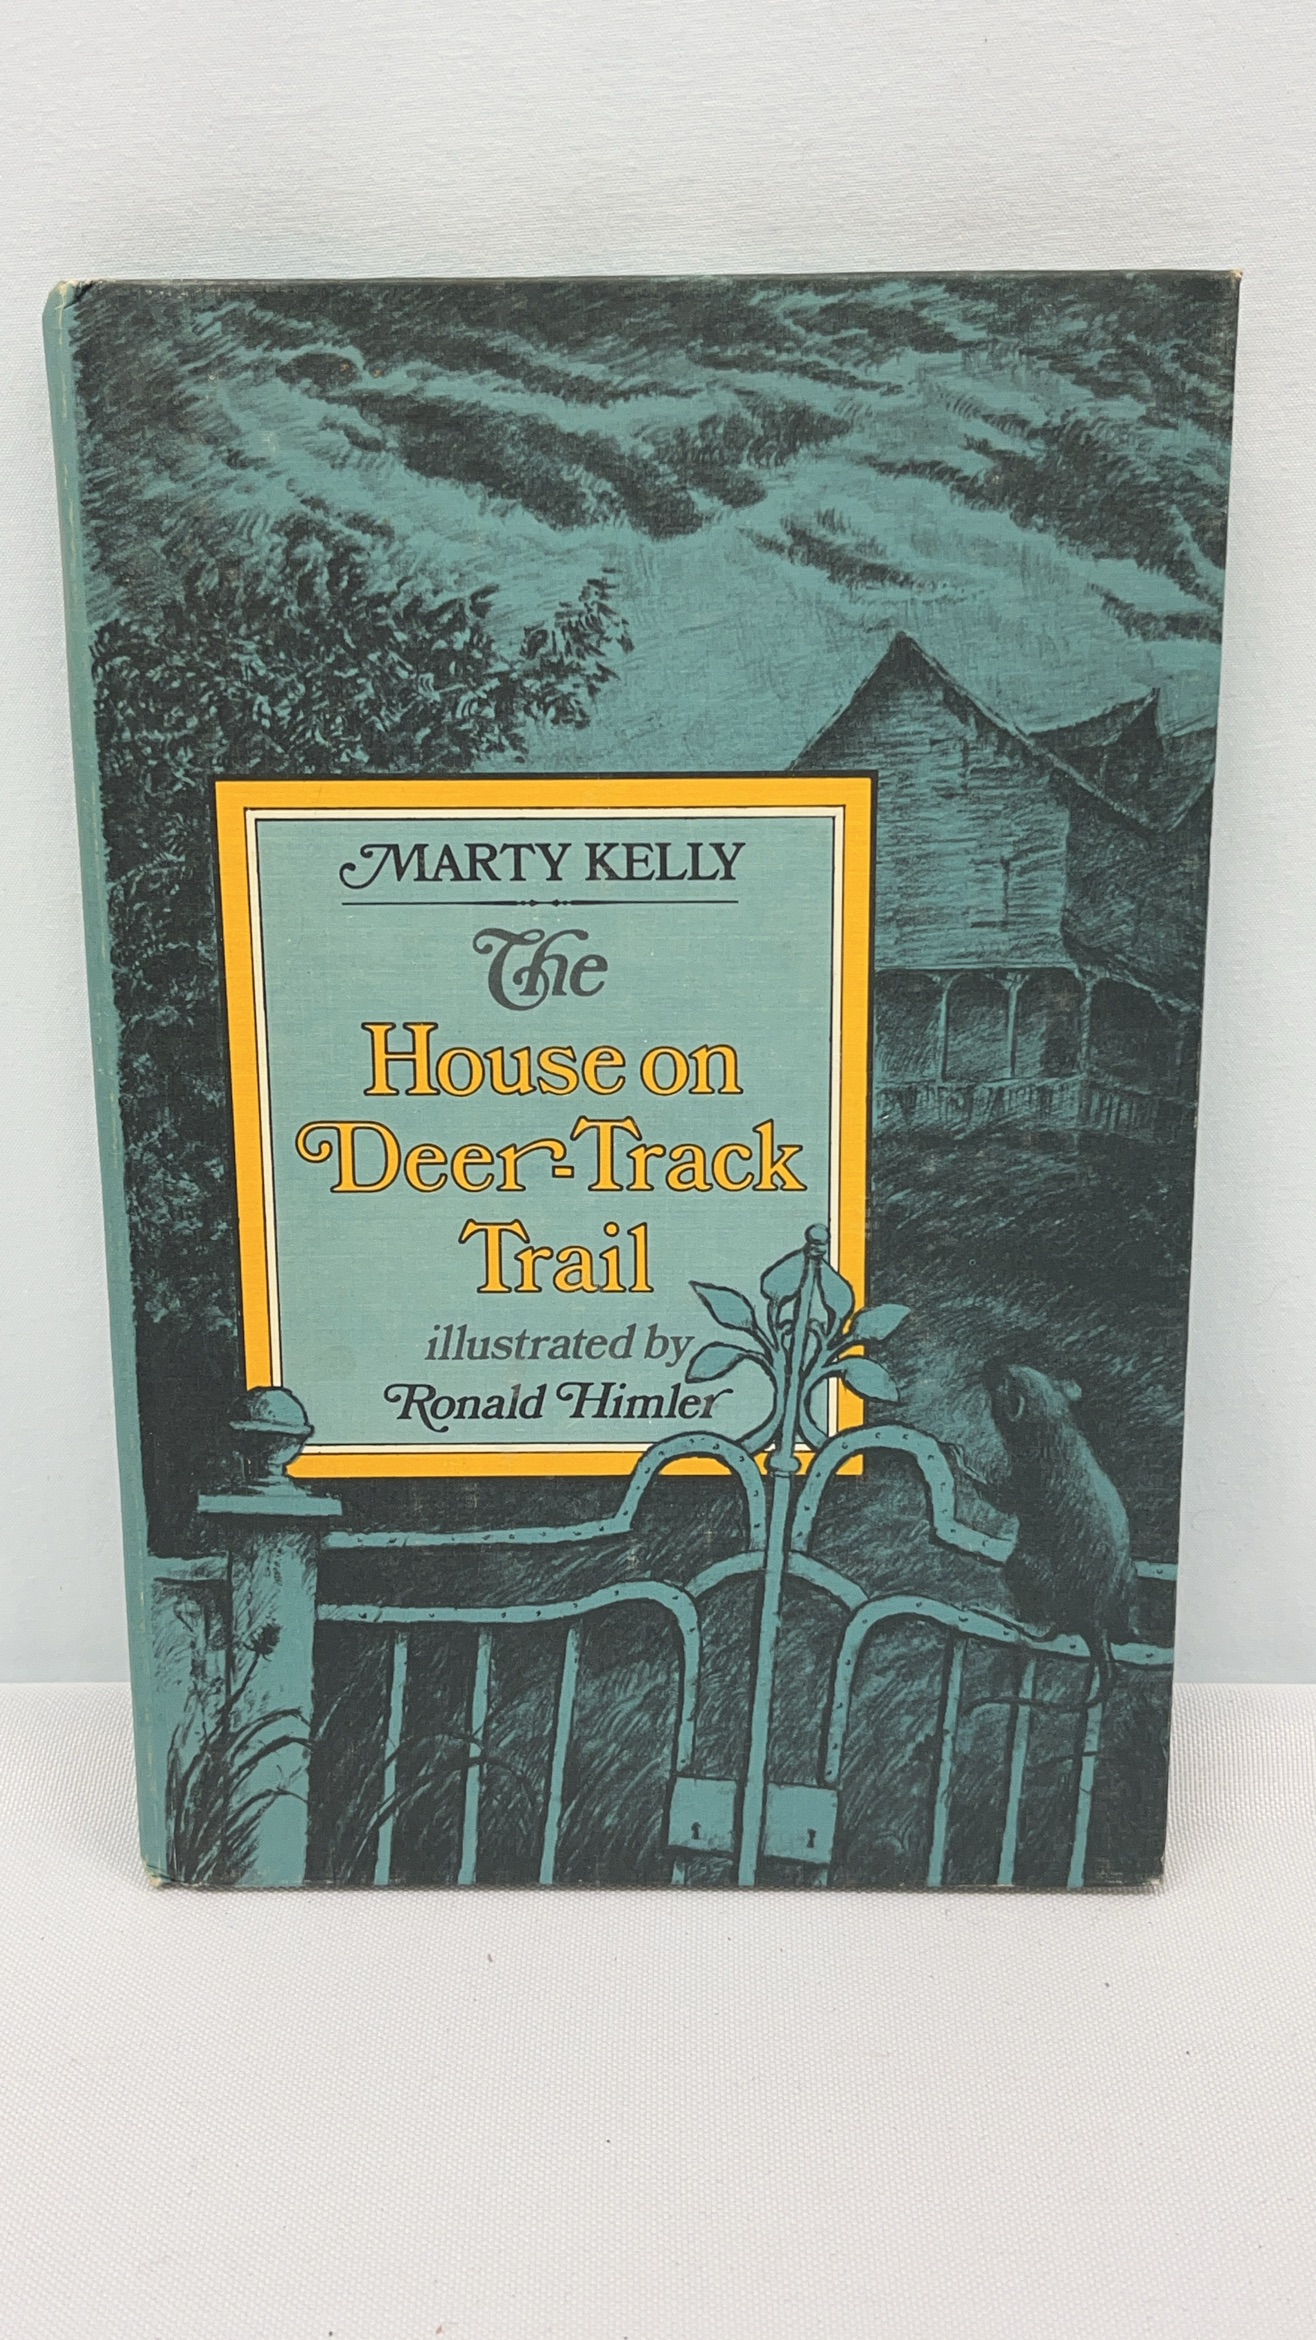 MARTY KELLY
The
House on
Deer-Track
Trail
illustrated by
Ronald Himler